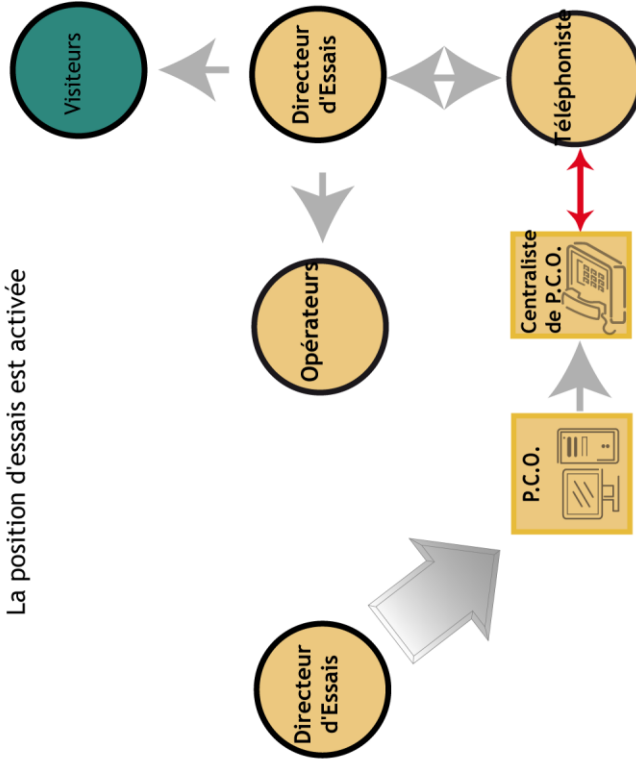 La position d'essais est activée
Directeur
d'Essais
P.C.O.
Centraliste
de P.C.O.
Téléphoniste
Opérateurs
Directeur
d'Essais
Visiteurs